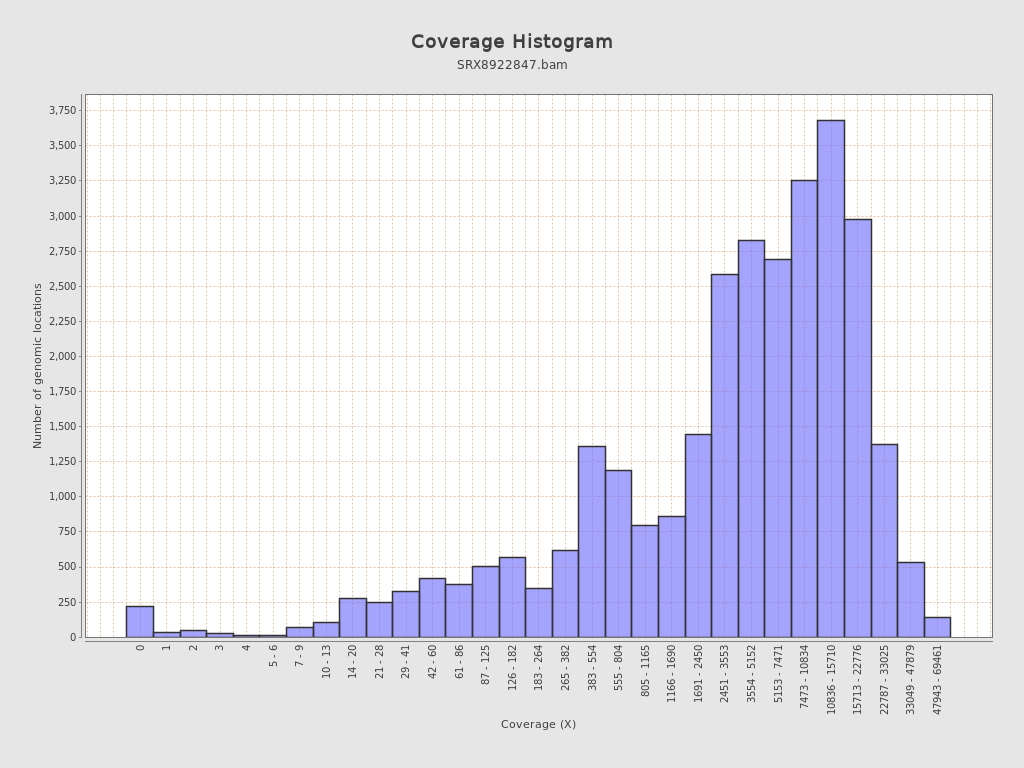 Coverage Histogram
SRX8922847.bam
Number of genomic locations
3,750
3,500
3,250
3,000
2,750
2,500
2,250
2,000
1,750
1,500
1,250
1,000
750
500
250
0
0
1
2
3
4
5 - 6
7 - 9
10 - 13
14 - 20
21 - 28
29 - 41
42 - 60
61 - 86
87 - 125
126 - 182
183 - 264
265 - 382
383 - 554
555 - 804
805 - 1165
1166 - 1690
1691 - 2450
2451 - 3553
3554 - 5152
5153 - 7471
7473 - 10834
10836 - 15710
15713 - 22776
22787 - 33025
33049 - 47879
47943 - 69461
Coverage (X)